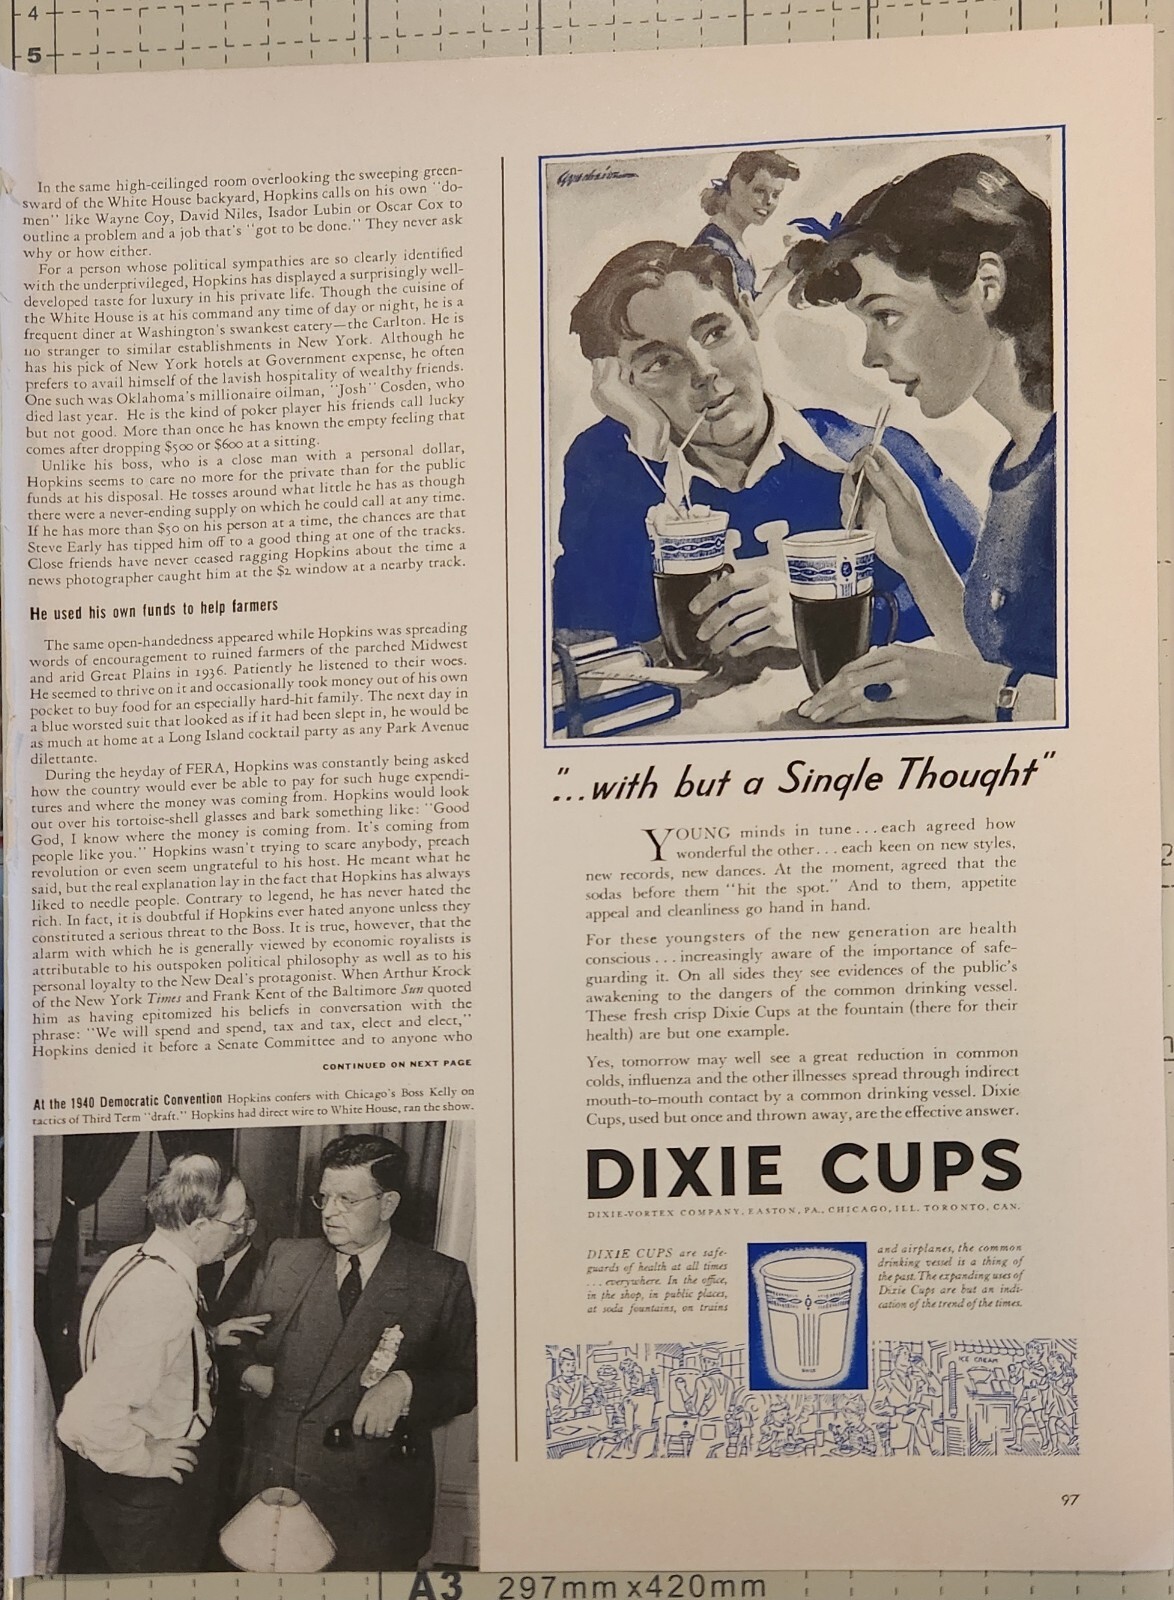 4
5
In the same high-ceilinged room overlooking the sweeping green-
sward of the White House backyard, Hopkins calls on his own "do-
men" like Wayne Coy, David Niles, Isador Lubin or Oscar Cox to
outline a problem and a job that's "got to be done." They never ask
why or how either.
For a person whose political sympathies are so clearly identified
with the underprivileged, Hopkins has displayed a surprisingly well-
developed taste for luxury in his private life. Though the cuisine of
the White House is at his command any time of day or night, he is a
frequent diner at Washington's swankest eatery—the Carlton. He is
no stranger to similar establishments in New York. Although he
has his pick of New York hotels at Government expense, he often
prefers to avail himself of the lavish hospitality of wealthy friends.
One such was Oklahoma's millionaire oilman, "Josh" Cosden, who
died last year. He is the kind of poker player his friends call lucky
but not good. More than once he has known the empty feeling that
comes after dropping $500 or $600 at a sitting.
Unlike his boss, who is a close man with a personal dollar,
Hopkins seems to care no more for the private than for the public
funds at his disposal. He tosses around what little he has as though
there were a never-ending supply on which he could call at any time.
If he has more than $50 on his person at a time, the chances are that
Steve Early has tipped him off to a good thing at one of the tracks.
Close friends have never ceased ragging Hopkins about the time a
news photographer caught him at the $2 window at a nearby track.
He used his own funds to help farmers
The same open-handedness appeared while Hopkins was spreading
words of encouragement to ruined farmers of the parched Midwest
and arid Great Plains in 1936. Patiently he listened to their woes.
He seemed to thrive on it and occasionally took money out of his own
pocket to buy food for an especially hard-hit family. The next day in
a blue worsted suit that looked as if it had been slept in, he would be
as much at home at a Long Island cocktail party as any Park Avenue
dilettante.
During the heyday of FERA, Hopkins was constantly being asked
how the country would ever be able to pay for such huge expendi-
tures and where the money was coming from. Hopkins would look
out over his tortoise-shell glasses and bark something like: "Good
God, I know where the money is coming from. It's coming from
people like you." Hopkins wasn't trying to scare anybody, preach
revolution or even seem ungrateful to his host. He meant what he
said, but the real explanation lay in the fact that Hopkins has always
liked to needle people. Contrary to legend, he has never hated the
rich. In fact, it is doubtful if Hopkins ever hated anyone unless they
constituted a serious threat to the Boss. It is true, however, that the
alarm with which he is generally viewed by economic royalists is
attributable to his outspoken political philosophy as well as to his
personal loyalty to the New Deal's protagonist. When Arthur Krock
of the New York Times and Frank Kent of the Baltimore Sun quoted
him as having epitomized his beliefs in conversation with the
phrase: "We will spend and spend, tax and tax, elect and elect,"
Hopkins denied it before a Senate Committee and to anyone who
CONTINUED ON NEXT PAGE
At the 1940 Democratic Convention Hopkins confers with Chicago's Boss Kelly on
tactics of Third Term "draft." Hopkins had direct wire to White House, ran the show.
"...with but a Single Thought"
YOUNG minds in tune...each agreed how
wonderful the other...each keen on new styles,
new records, new dances. At the moment, agreed that the
sodas before them "hit the spot." And to them, appetite
appeal and cleanliness go hand in hand.
For these youngsters of the new generation are health
conscious...increasingly aware of the importance of safe-
guarding it. On all sides they see evidences of the public's
awakening to the dangers of the common drinking vessel.
These fresh crisp Dixie Cups at the fountain (there for their
health) are but one example.
Yes, tomorrow may well see a great reduction in common
colds, influenza and the other illnesses spread through indirect
mouth-to-mouth contact by a common drinking vessel. Dixie
Cups, used but once and thrown away, are the effective answer.
DIXIE CUPS
DIXIE-VORTEX COMPANY, EASTON, PA., CHICAGO, ILL. TORONTO, CAN.
DIXIE CUPS are safe-
guards of health at all times
...everywhere. In the office,
in the shop, in public places,
at soda fountains, on trains
and airplanes, the common
drinking vessel is a thing of
the past. The expanding uses of
Dixie Cups are but an indi-
cation of the trend of the times.
ICE CREAM
97
A3 297mm x 420mm